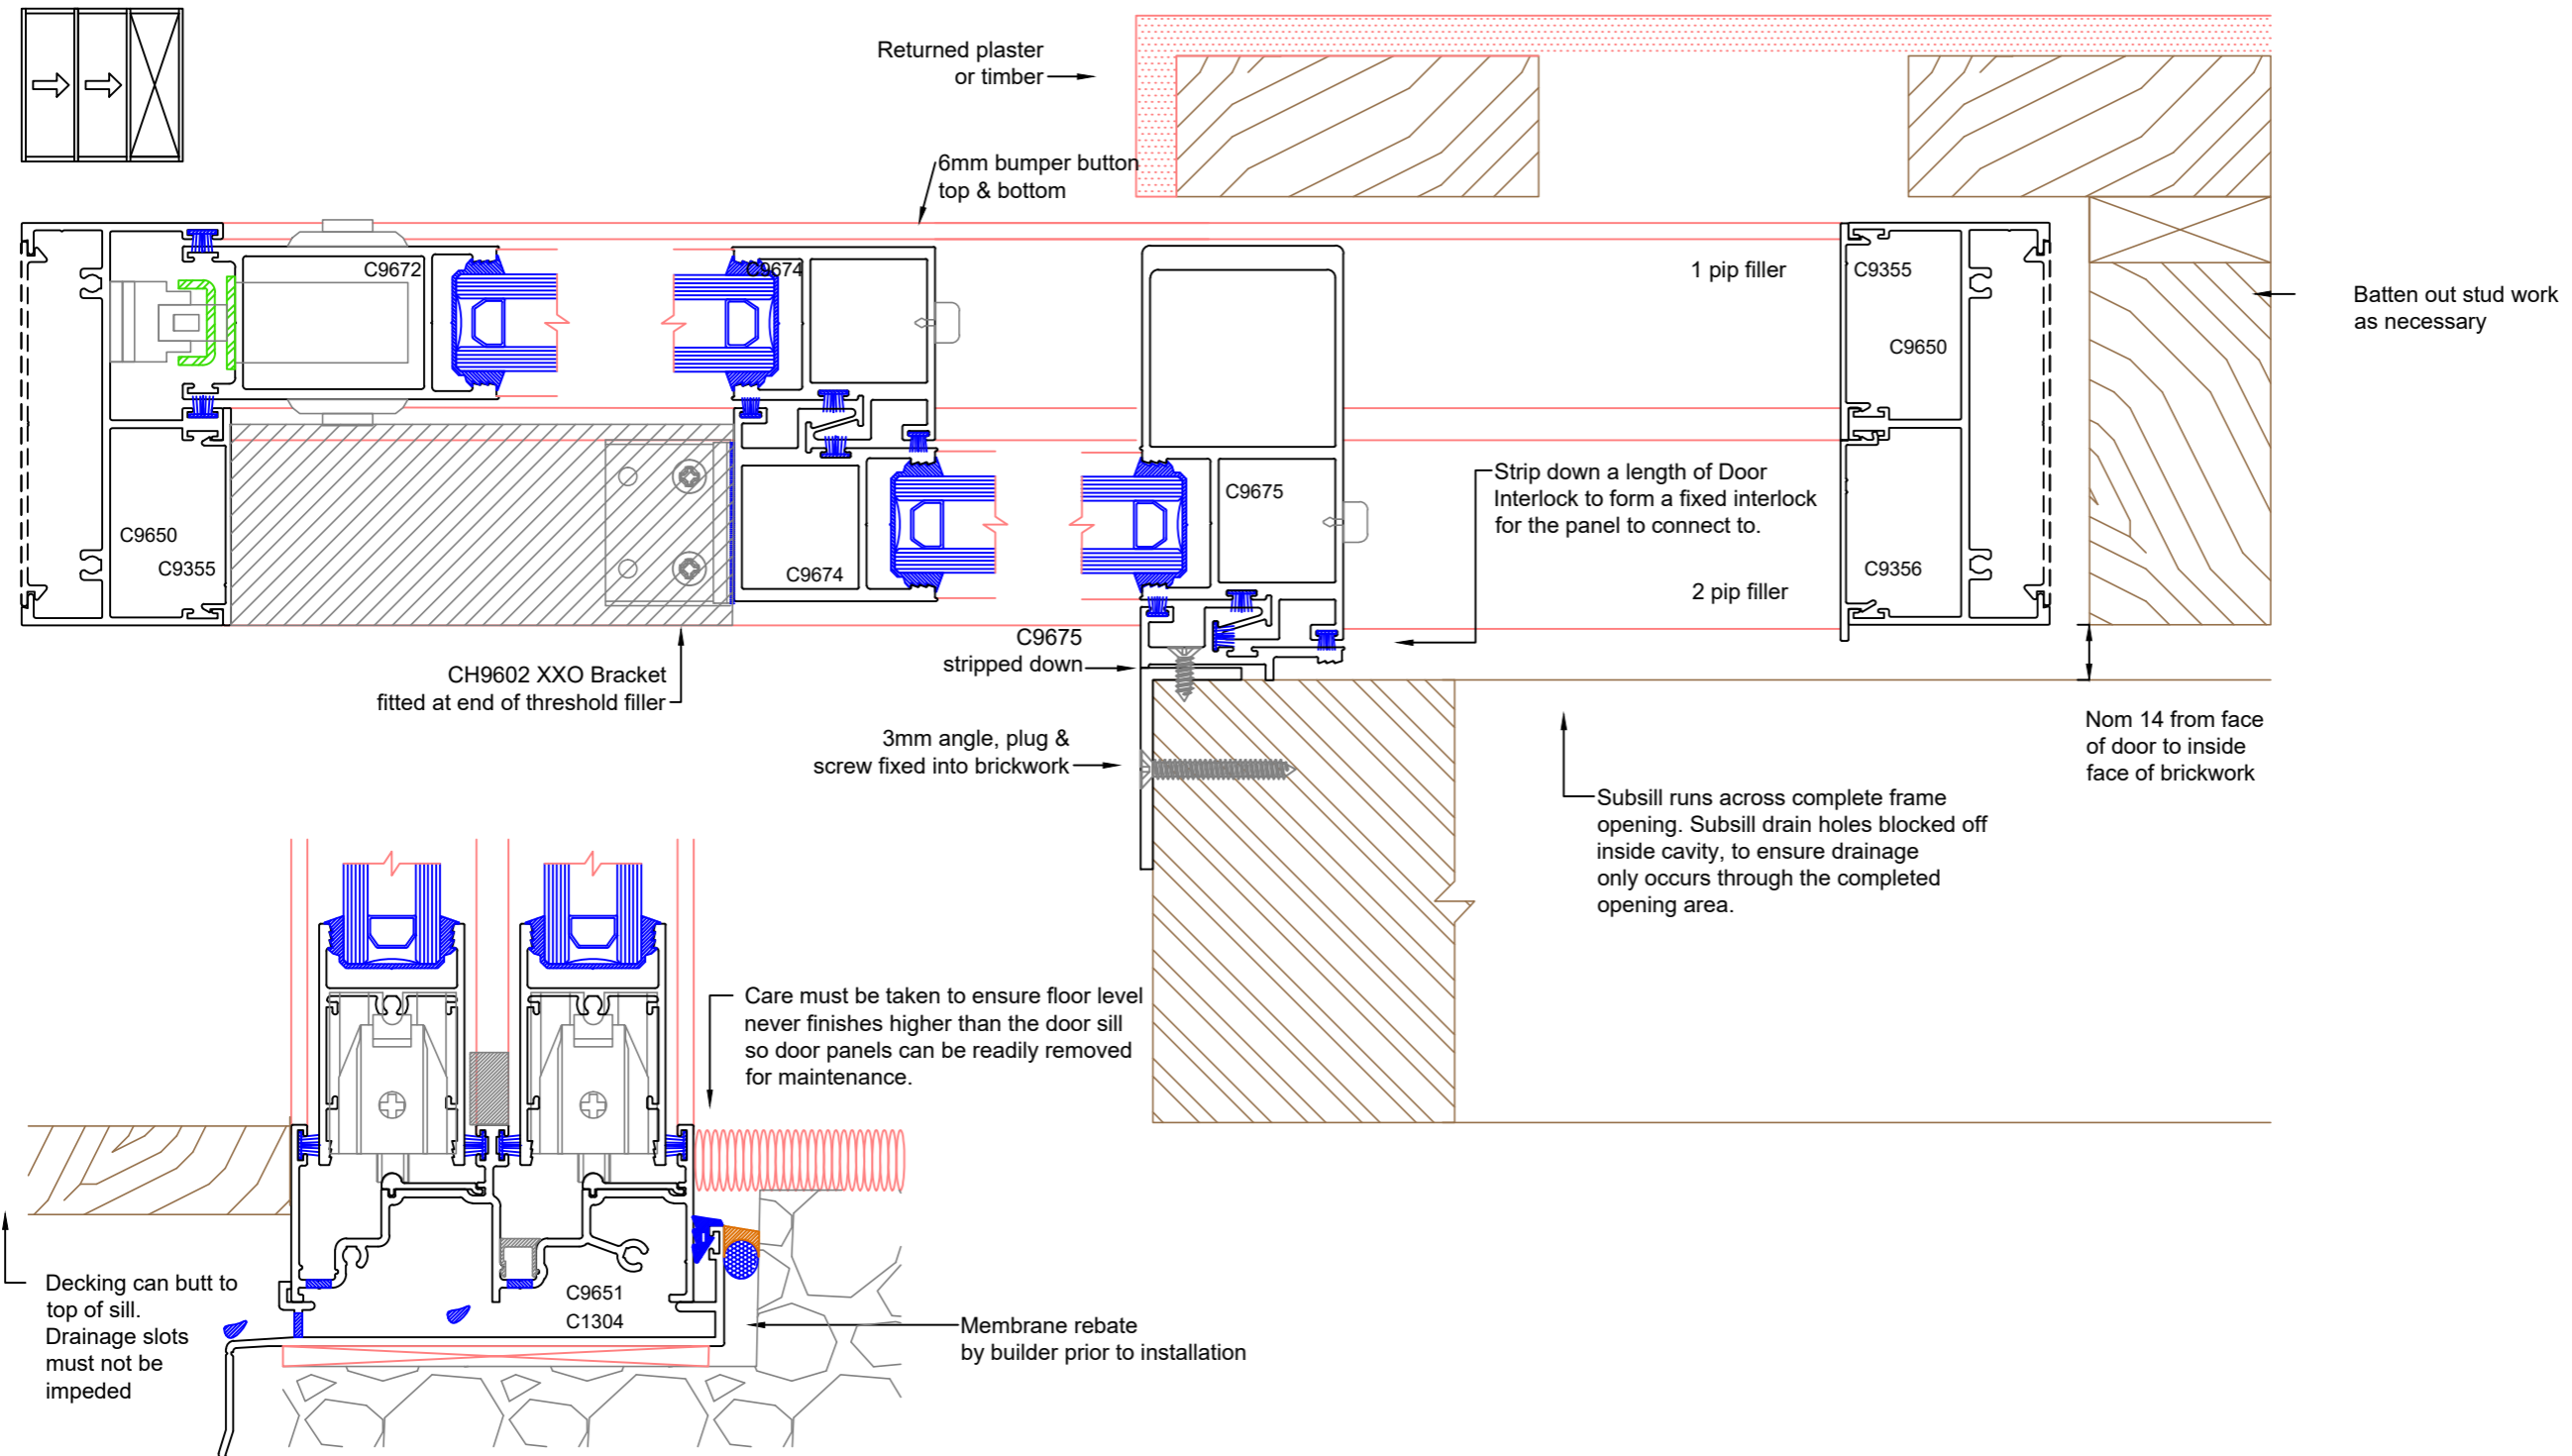 Returned plaster
or timber
6mm bumper button
top & bottom
C9672
C9674
1 pip filler
C9355
Batten out stud work
as necessary
C9650
Strip down a length of Door
Interlock to form a fixed interlock
for the panel to connect to.
C9675
C9650
C9355
C9674
C9356
2 pip filler
C9675
stripped down
CH9602 XXO Bracket
fitted at end of threshold filler
3mm angle, plug &
screw fixed into brickwork
Nom 14 from face
of door to inside
face of brickwork
Subsill runs across complete frame
opening. Subsill drain holes blocked off
inside cavity, to ensure drainage
only occurs through the completed
opening area.
Care must be taken to ensure floor level
never finishes higher than the door sill
so door panels can be readily removed
for maintenance.
Decking can butt to
top of sill.
Drainage slots
must not be
impeded
C9651
C1304
Membrane rebate
by builder prior to installation